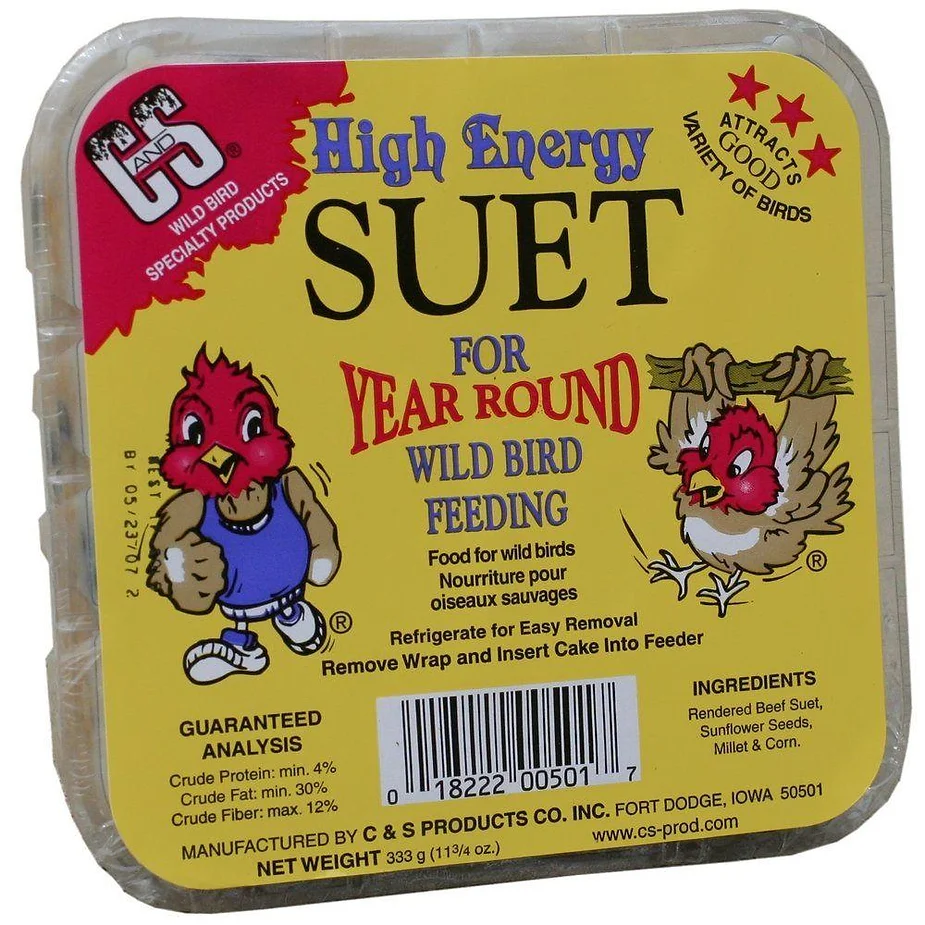 C AND S®
WILD BIRD
SPECIALTY PRODUCTS
High Energy
SUET
ATTRACTS
GOOD
VARIETY OF BIRDS
FOR
YEAR ROUND
WILD BIRD
FEEDING
Food for wild birds
Nourriture pour
oiseaux sauvages
Refrigerate for Easy Removal
Remove Wrap and Insert Cake Into Feeder
®
®
BEST
BY 05/23/07 2
GUARANTEED
ANALYSIS
Crude Protein: min. 4%
Crude Fat: min. 30%
Crude Fiber: max. 12%
0 18222 00501 7
INGREDIENTS
Rendered Beef Suet,
Sunflower Seeds,
Millet & Corn.
MANUFACTURED BY C & S PRODUCTS CO. INC. FORT DODGE, IOWA 50501
NET WEIGHT 333 g (11 3/4 oz.)
www.cs-prod.com